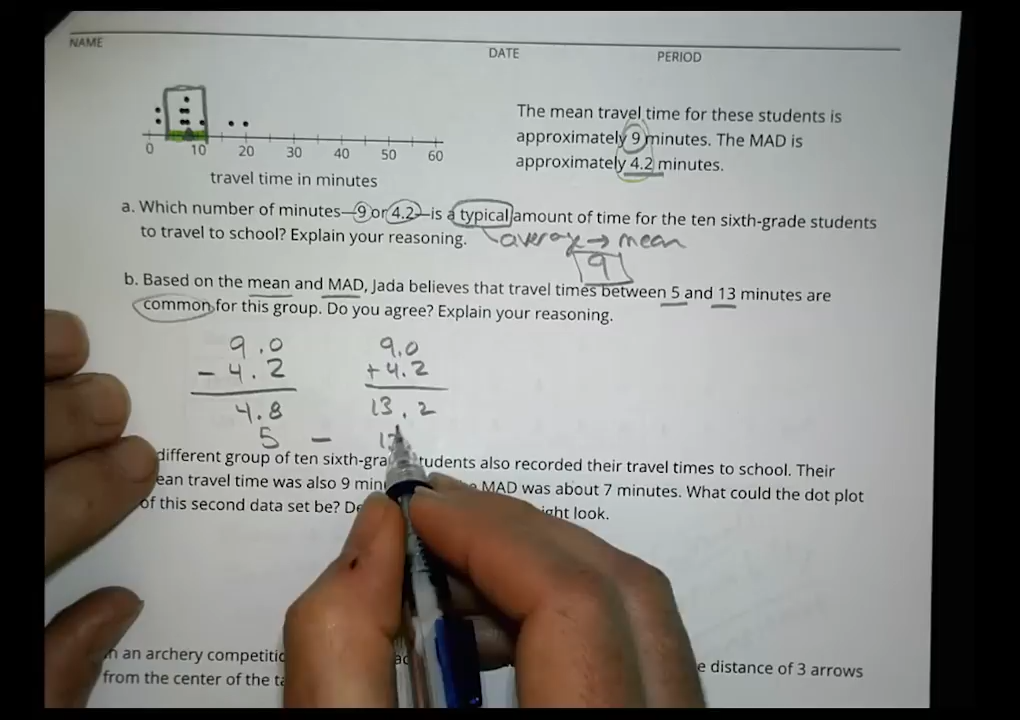 NAME
DATE
PERIOD
0 10 20 30 40 50 60
travel time in minutes
The mean travel time for these students is
approximately 9 minutes. The MAD is
approximately 4.2 minutes.
a. Which number of minutes—9 or 4.2—is a typical amount of time for the ten sixth-grade students
to travel to school? Explain your reasoning.
average → mean
9
b. Based on the mean and MAD, Jada believes that travel times between 5 and 13 minutes are
common for this group. Do you agree? Explain your reasoning.
9.0
- 4.2
4.8
5 -
9.0
+4.2
13.2
different group of ten sixth-gra students also recorded their travel times to school. Their
mean travel time was also 9 min MAD was about 7 minutes. What could the dot plot
of this second data set be? look.
an archery e distance of 3 arrows
from the center of the